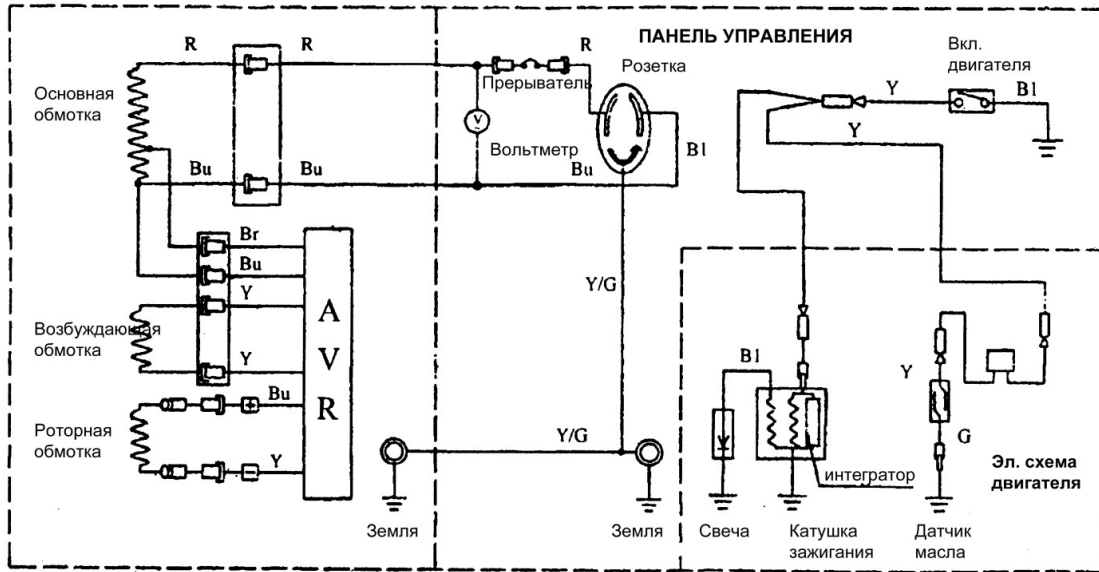 ПАНЕЛЬ УПРАВЛЕНИЯ
Вкл.
двигателя
R
R
R
Розетка
Прерыватель
Y
Bl
Основная
обмотка
V
Вольтметр
Y
Bl
Bu
Bu
Bu
Br
Bu
Y
Y
A
V
R
Возбуждающая
обмотка
Y/G
Bu
Y
Роторная
обмотка
Bl
Y
G
Y/G
интегратор
Эл. схема
двигателя
Земля
Земля
Свеча
Катушка
зажигания
Датчик
масла